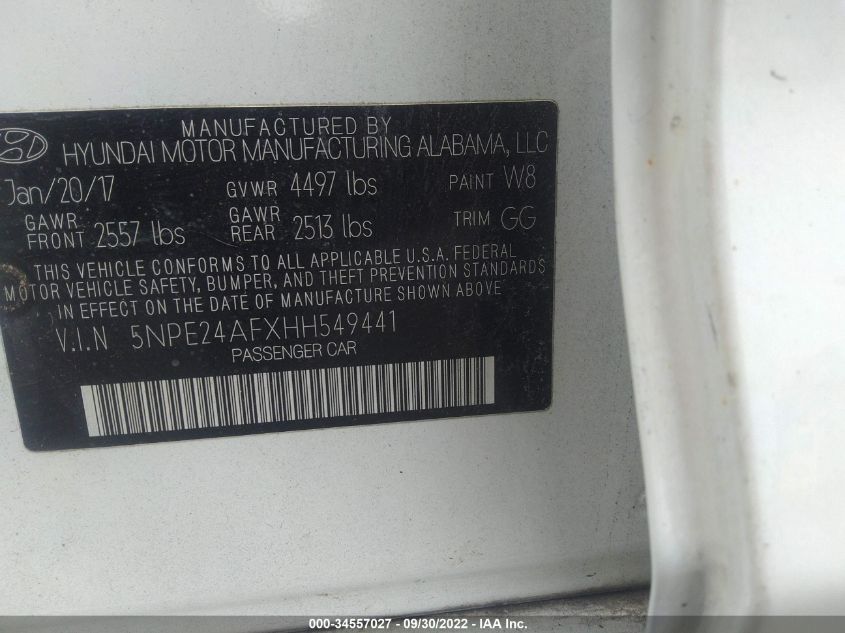 MANUFACTURED BY
HYUNDAI MOTOR MANUFACTURING ALABAMA, LLC
Jan/20/17 GVWR 4497 lbs PAINT W8
GAWR FRONT 2557 lbs GAWR REAR 2513 lbs TRIM GG
THIS VEHICLE CONFORMS TO ALL APPLICABLE U.S.A. FEDERAL
MOTOR VEHICLE SAFETY, BUMPER, AND THEFT PREVENTION STANDARDS
IN EFFECT ON THE DATE OF MANUFACTURE SHOWN ABOVE.
V.I.N 5NPE24AFXHH549441
PASSENGER CAR
000-34557027 - 09/30/2022 - IAA Inc.